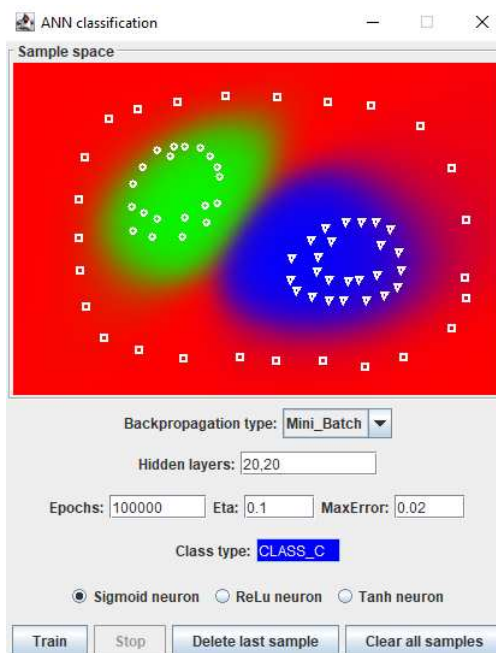 ANN classification
Sample space
Backpropagation type: Mini_Batch
Hidden layers: 20,20
Epochs: 100000 Eta: 0.1 MaxError: 0.02
Class type: CLASS_C
Sigmoid neuron ReLu neuron Tanh neuron
Train Stop Delete last sample Clear all samples